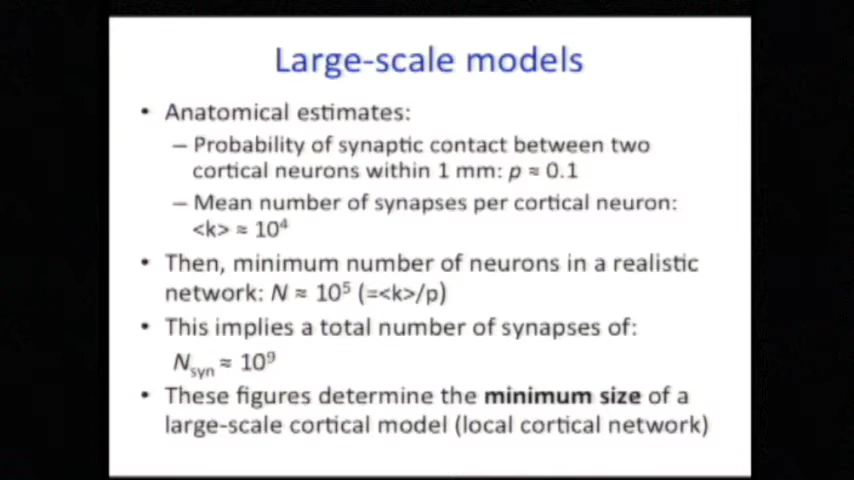 Large-scale models
• Anatomical estimates:
– Probability of synaptic contact between two
cortical neurons within 1 mm: p ≈ 0.1
– Mean number of synapses per cortical neuron:
<k> ≈ 10⁴
• Then, minimum number of neurons in a realistic
network: N ≈ 10⁵ (=<k>/p)
• This implies a total number of synapses of:
Nsyn ≈ 10⁹
• These figures determine the minimum size of a
large-scale cortical model (local cortical network)